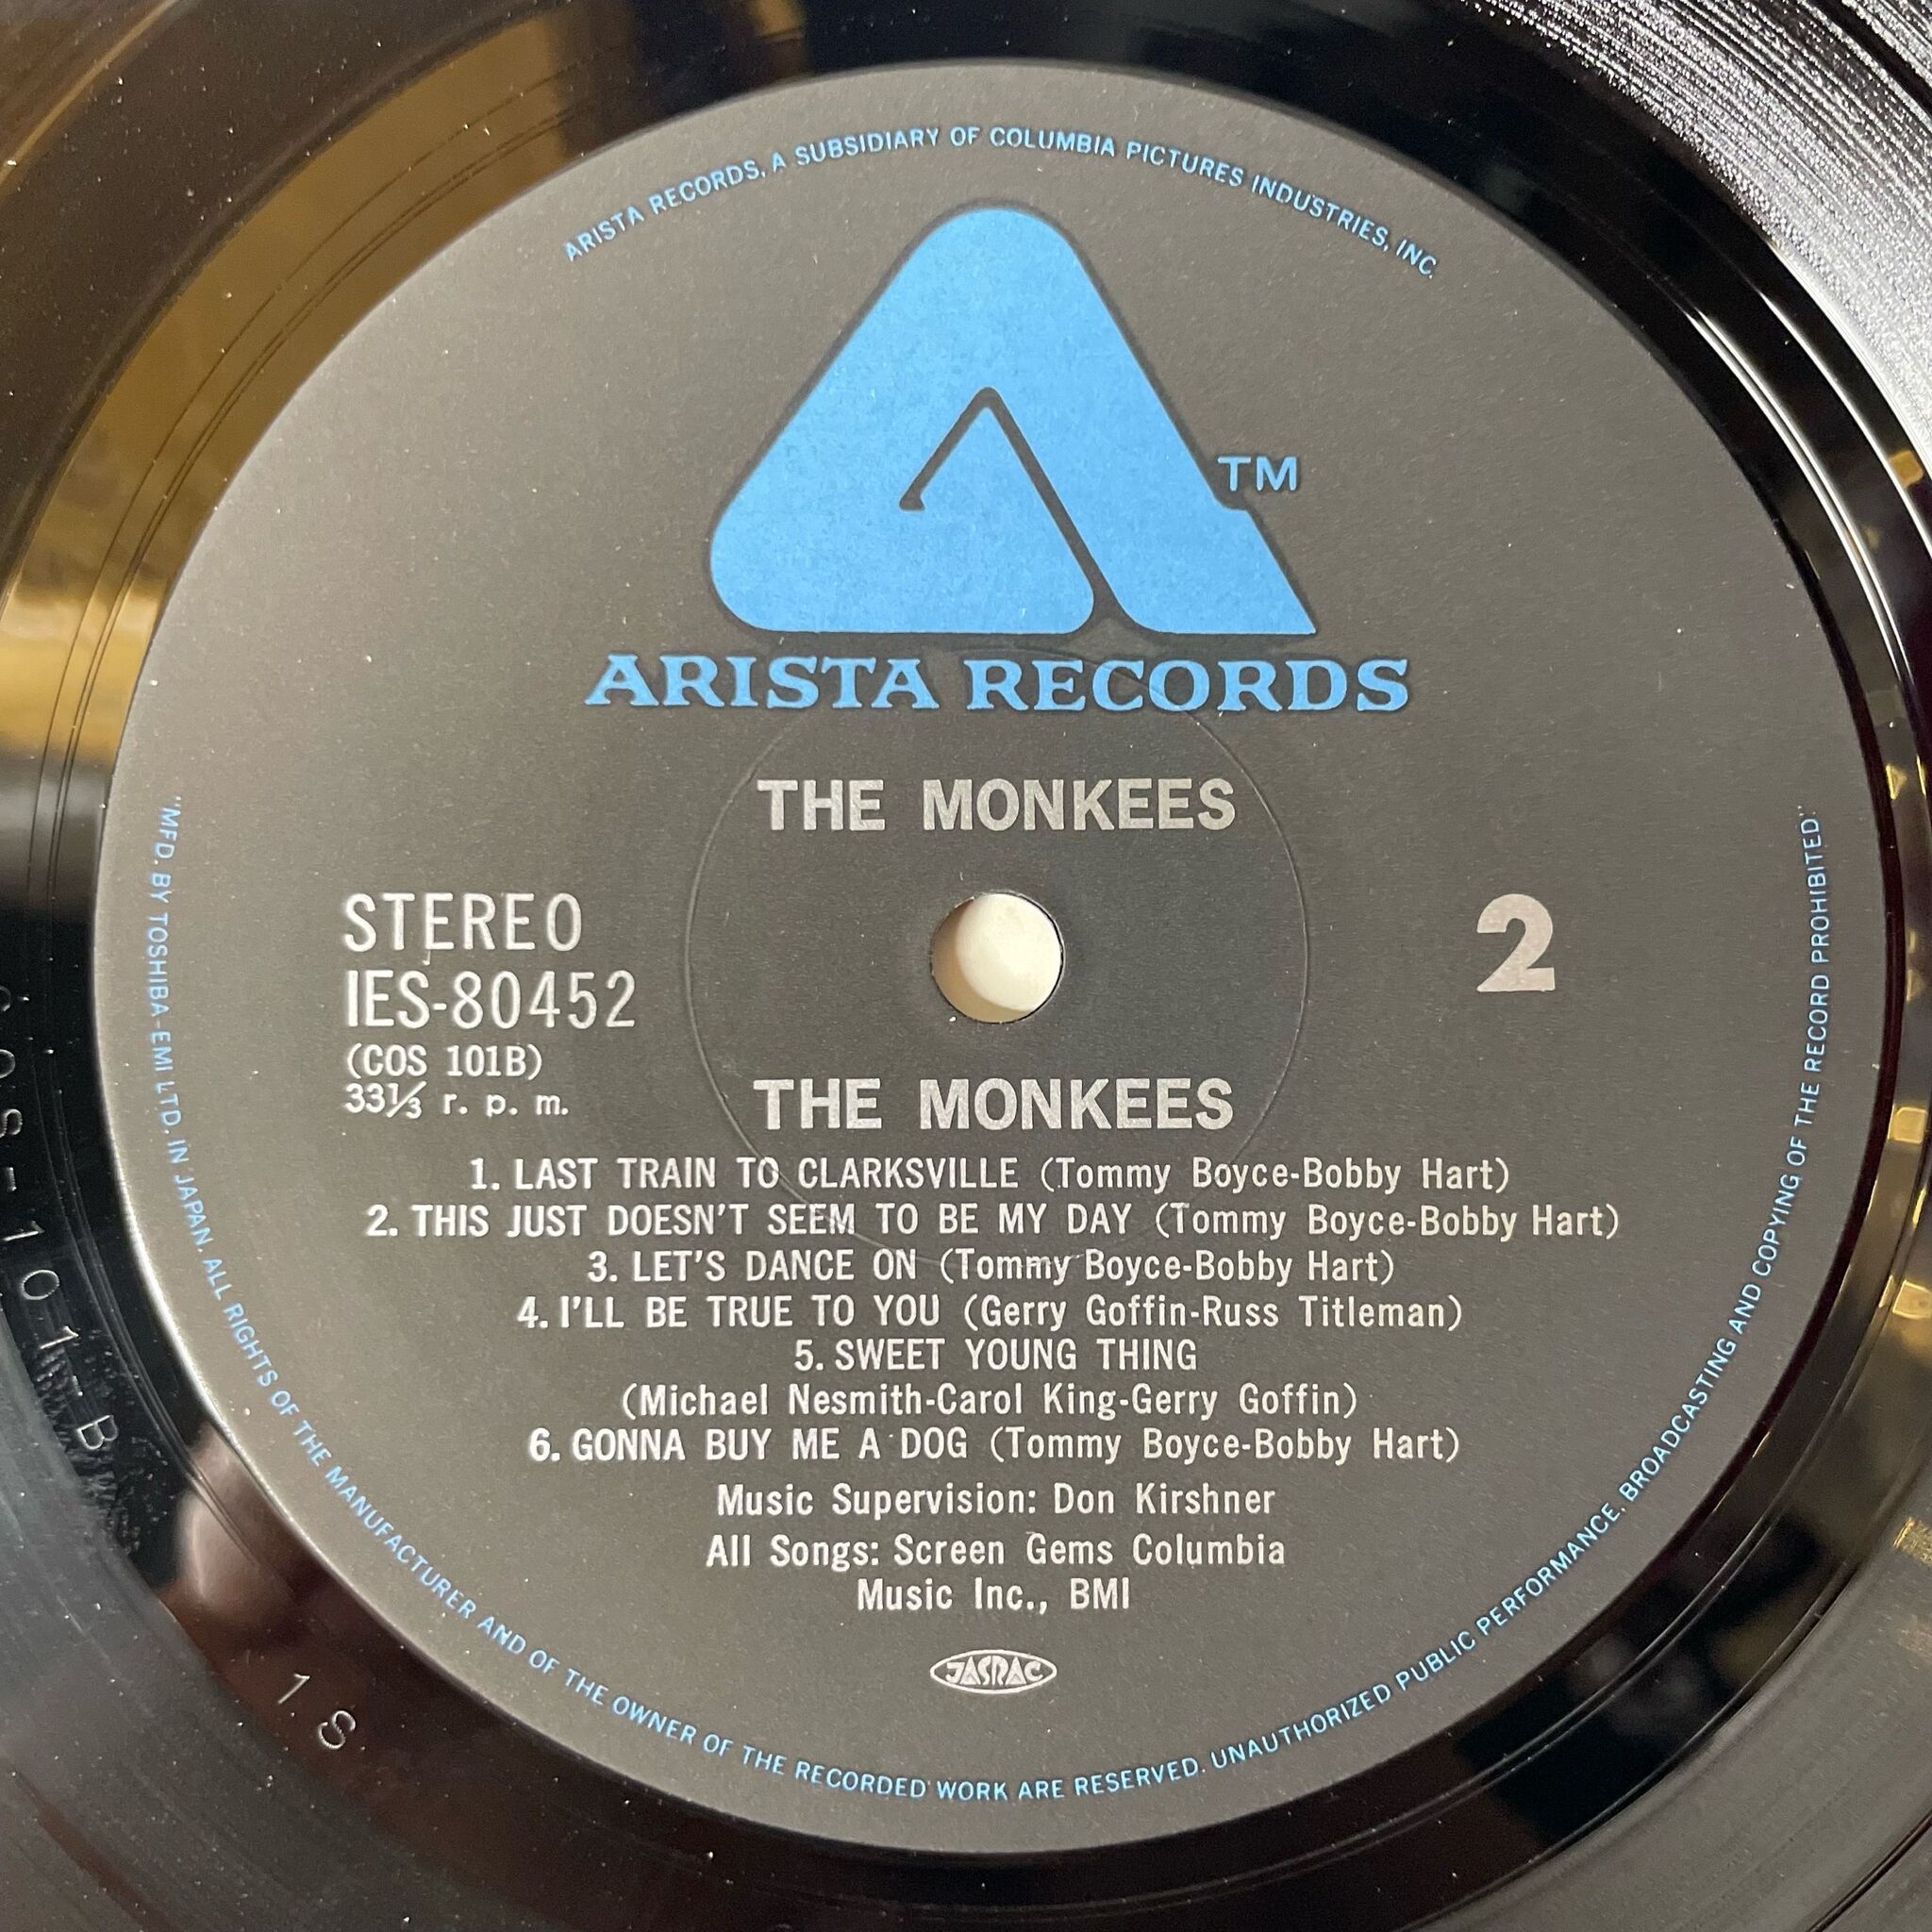 ARISTA RECORDS, A SUBSIDIARY OF COLUMBIA PICTURES INDUSTRIES, INC.
TM
ARISTA RECORDS
THE MONKEES
STEREO
IES-80452
(COS 101B)
33⅓ r. p. m.
2
THE MONKEES
1. LAST TRAIN TO CLARKSVILLE (Tommy Boyce-Bobby Hart)
2. THIS JUST DOESN'T SEEM TO BE MY DAY (Tommy Boyce-Bobby Hart)
3. LET'S DANCE ON (Tommy Boyce-Bobby Hart)
4. I'LL BE TRUE TO YOU (Gerry Goffin-Russ Titleman)
5. SWEET YOUNG THING
(Michael Nesmith-Carol King-Gerry Goffin)
6. GONNA BUY ME A DOG (Tommy Boyce-Bobby Hart)
Music Supervision: Don Kirshner
All Songs: Screen Gems Columbia
Music Inc., BMI
JASRAC
"MFD. BY TOSHIBA-EMI LTD. IN JAPAN. ALL RIGHTS OF THE MANUFACTURER AND OF THE OWNER OF THE RECORDED WORK ARE RESERVED. UNAUTHORIZED PUBLIC PERFORMANCE, BROADCASTING AND COPYING OF THE RECORD PROHIBITED."
COS-101-B
1 S